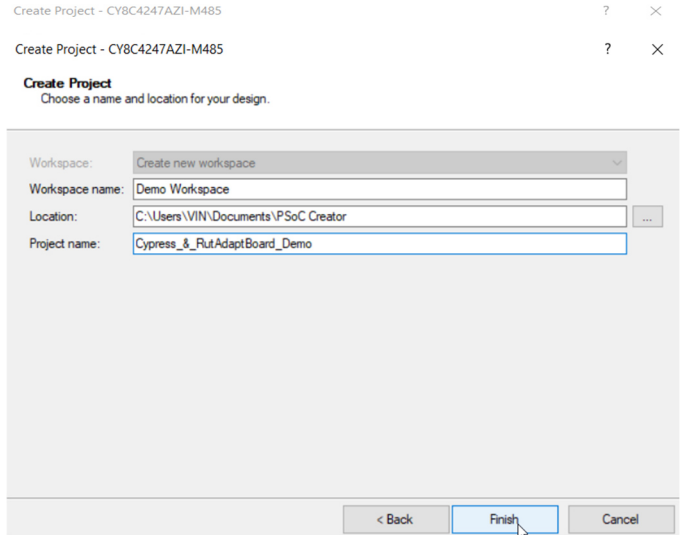 Create Project - CY8C4247AZI-M485 ? ×
Create Project - CY8C4247AZI-M485 ? ×
Create Project
Choose a name and location for your design.
Workspace: Create new workspace
Workspace name: Demo Workspace
Location: C:\Users\VIN\Documents\PSoC Creator ...
Project name: Cypress_&_RutAdaptBoard_Demo
< Back Finish Cancel